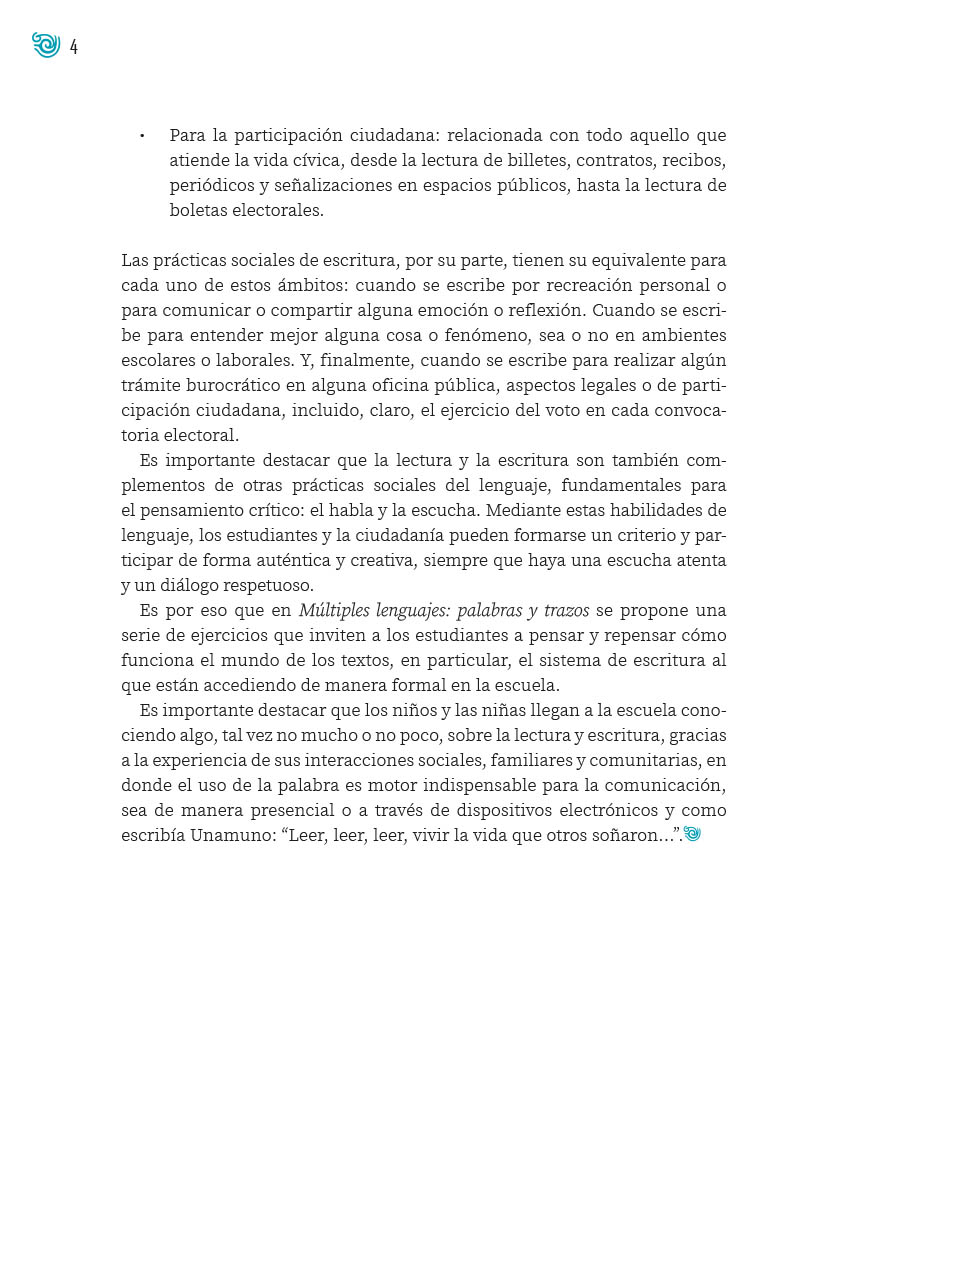 4
• Para la participación ciudadana: relacionada con todo aquello que
atiende la vida cívica, desde la lectura de billetes, contratos, recibos,
periódicos y señalizaciones en espacios públicos, hasta la lectura de
boletas electorales.
Las prácticas sociales de escritura, por su parte, tienen su equivalente para
cada uno de estos ámbitos: cuando se escribe por recreación personal o
para comunicar o compartir alguna emoción o reflexión. Cuando se escri-
be para entender mejor alguna cosa o fenómeno, sea o no en ambientes
escolares o laborales. Y, finalmente, cuando se escribe para realizar algún
trámite burocrático en alguna oficina pública, aspectos legales o de parti-
cipación ciudadana, incluido, claro, el ejercicio del voto en cada convoca-
toria electoral.
Es importante destacar que la lectura y la escritura son también com-
plementos de otras prácticas sociales del lenguaje, fundamentales para
el pensamiento crítico: el habla y la escucha. Mediante estas habilidades de
lenguaje, los estudiantes y la ciudadanía pueden formarse un criterio y par-
ticipar de forma auténtica y creativa, siempre que haya una escucha atenta
y un diálogo respetuoso.
Es por eso que en Múltiples lenguajes: palabras y trazos se propone una
serie de ejercicios que inviten a los estudiantes a pensar y repensar cómo
funciona el mundo de los textos, en particular, el sistema de escritura al
que están accediendo de manera formal en la escuela.
Es importante destacar que los niños y las niñas llegan a la escuela cono-
ciendo algo, tal vez no mucho o no poco, sobre la lectura y escritura, gracias
a la experiencia de sus interacciones sociales, familiares y comunitarias, en
donde el uso de la palabra es motor indispensable para la comunicación,
sea de manera presencial o a través de dispositivos electrónicos y como
escribía Unamuno: “Leer, leer, leer, vivir la vida que otros soñaron...”.